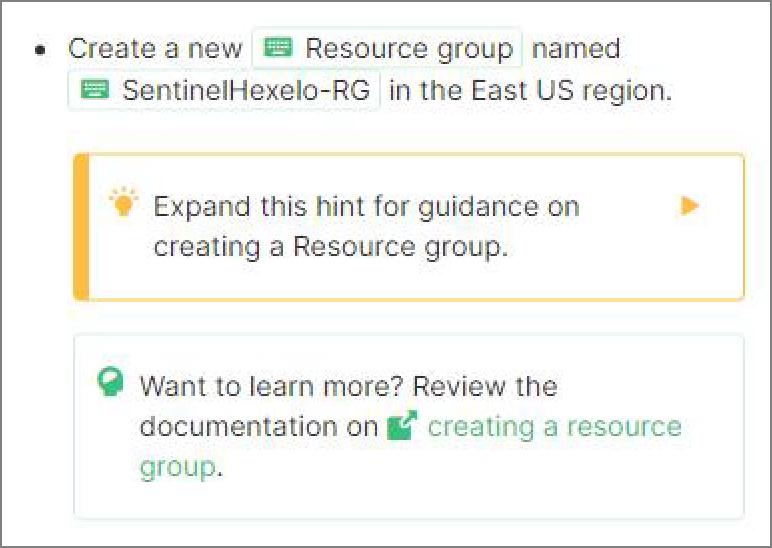 Create a new Resource group named
SentinelHexelo-RG in the East US region.
Expand this hint for guidance on
creating a Resource group.
Want to learn more? Review the
documentation on creating a resource
group.